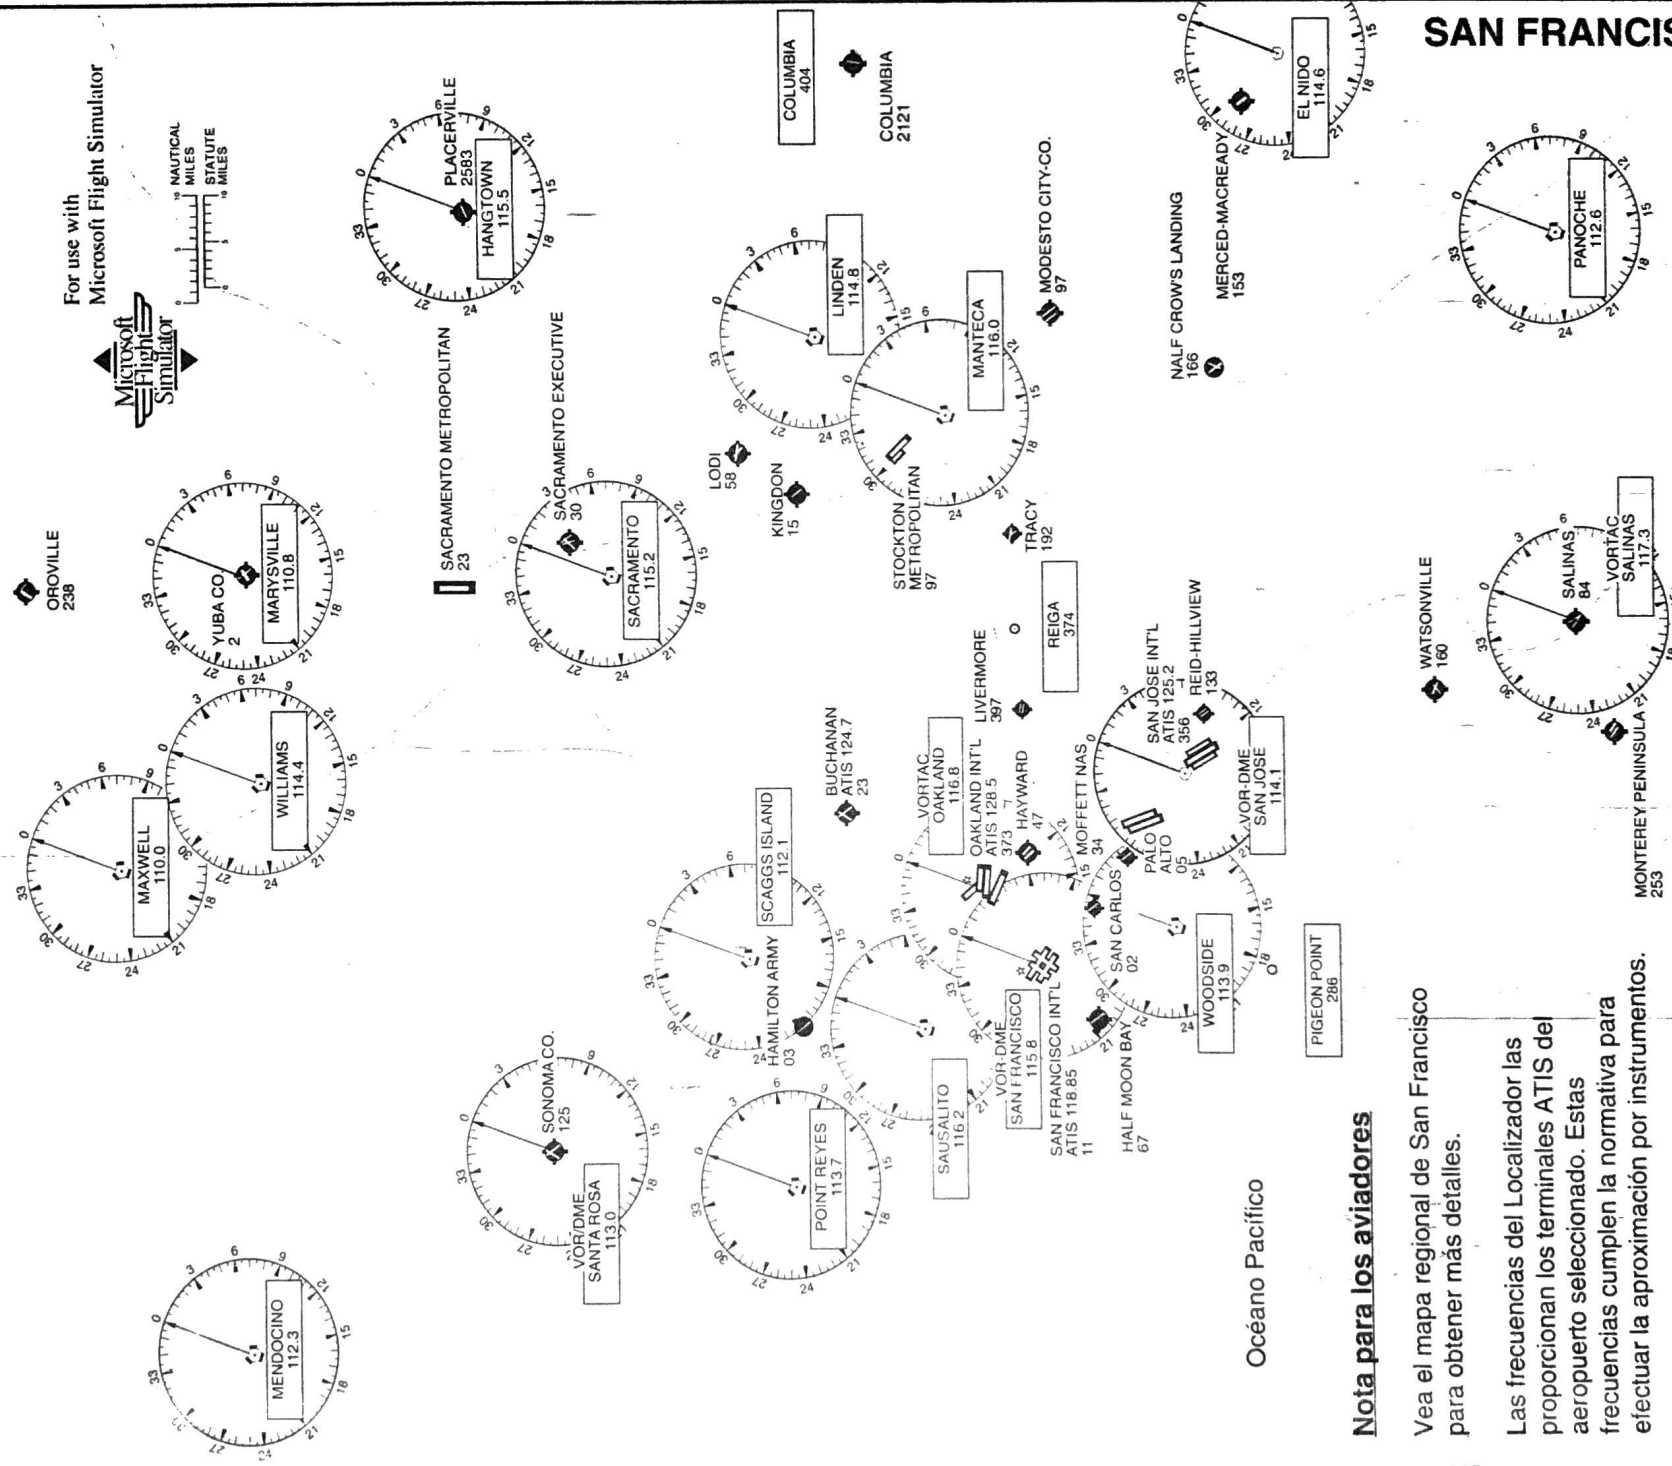 SAN FRANCIS
For use with
Microsoft Flight Simulator
Microsoft
Flight
Simulator
NAUTICAL
MILES
STATUTE
MILES
0 5 10
0 5 10
OROVILLE
238
YUBA CO.
2
MARYSVILLE
110.8
MAXWELL
110.0
WILLIAMS
114.4
MENDOCINO
112.3
PLACERVILLE
2583
HANGTOWN
115.5
SACRAMENTO METROPOLITAN
23
SACRAMENTO EXECUTIVE
30
SACRAMENTO
115.2
SONOMA CO.
125
VOR/DME
SANTA ROSA
113.0
COLUMBIA
404
COLUMBIA
2121
LINDEN
114.8
LODI
58
KINGDON
15
MANTECA
116.0
STOCKTON
METROPOLITAN
97
MODESTO CITY-CO.
97
TRACY
192
REIGA
374
LIVERMORE
397
BUCHANAN
ATIS 124.7
23
SCAGGS ISLAND
112.1
HAMILTON ARMY
03
POINT REYES
113.7
SAUSALITO
116.2
VORTAC
OAKLAND
116.8
OAKLAND INT'L
ATIS 128.5
373
HAYWARD
47
VOR-DME
SAN FRANCISCO
115.8
SAN FRANCISCO INT'L
ATIS 118.85
11
HALF MOON BAY
67
SAN CARLOS
02
MOFFETT NAS
34
PALO
ALTO
05
SAN JOSE INT'L
ATIS 125.2
356
REID-HILLVIEW
133
VOR-DME
SAN JOSE
114.1
WOODSIDE
113.9
PIGEON POINT
286
NALF CROW'S LANDING
166
MERCED-MACREADY
153
EL NIDO
114.6
PANOCHE
112.6
WATSONVILLE
160
SALINAS
84
VORTAC
SALINAS
117.3
MONTEREY PENINSULA
253
Océano Pacífico
Nota para los aviadores
Vea el mapa regional de San Francisco
para obtener más detalles.
Las frecuencias del Localizador las
proporcionan los terminales ATIS del
aeropuerto seleccionado. Estas
frecuencias cumplen la normativa para
efectuar la aproximación por instrumentos.